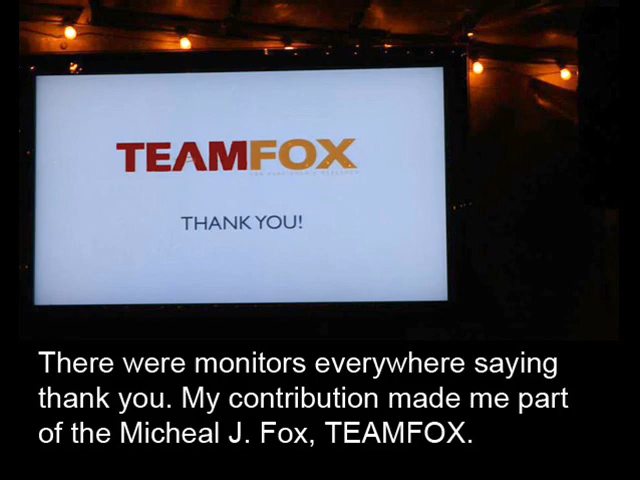 TEAMFOX
THANK YOU!
There were monitors everywhere saying
thank you. My contribution made me part
of the Micheal J. Fox, TEAMFOX.